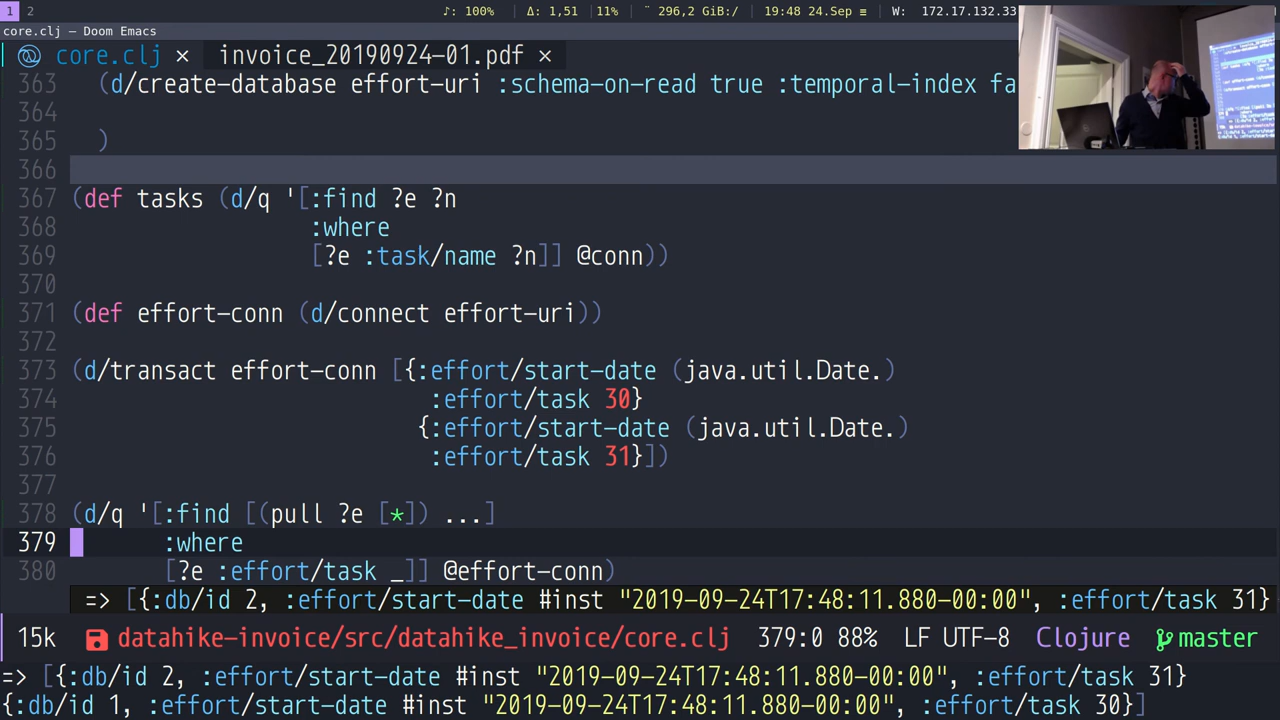 1 2 ♪: 100% Δ: 1,51 11% ¨ 296,2 GiB:/ 19:48 24.Sep ≡ W: 172.17.132.33
core.clj – Doom Emacs
core.clj × invoice_20190924-01.pdf ×
363 (d/create-database effort-uri :schema-on-read true :temporal-index fa
364
365 )
366
367 (def tasks (d/q '[:find ?e ?n
368 :where
369 [?e :task/name ?n]] @conn))
370
371 (def effort-conn (d/connect effort-uri))
372
373 (d/transact effort-conn [{:effort/start-date (java.util.Date.)
374 :effort/task 30}
375 {:effort/start-date (java.util.Date.)
376 :effort/task 31}])
377
378 (d/q '[:find [(pull ?e [*]) ...]
379 :where
380 [?e :effort/task _]] @effort-conn)
=> [{:db/id 2, :effort/start-date #inst "2019-09-24T17:48:11.880-00:00", :effort/task 31}
15k datahike-invoice/src/datahike_invoice/core.clj 379:0 88% LF UTF-8 Clojure master
=> [{:db/id 2, :effort/start-date #inst "2019-09-24T17:48:11.880-00:00", :effort/task 31}
{:db/id 1, :effort/start-date #inst "2019-09-24T17:48:11.880-00:00", :effort/task 30}]